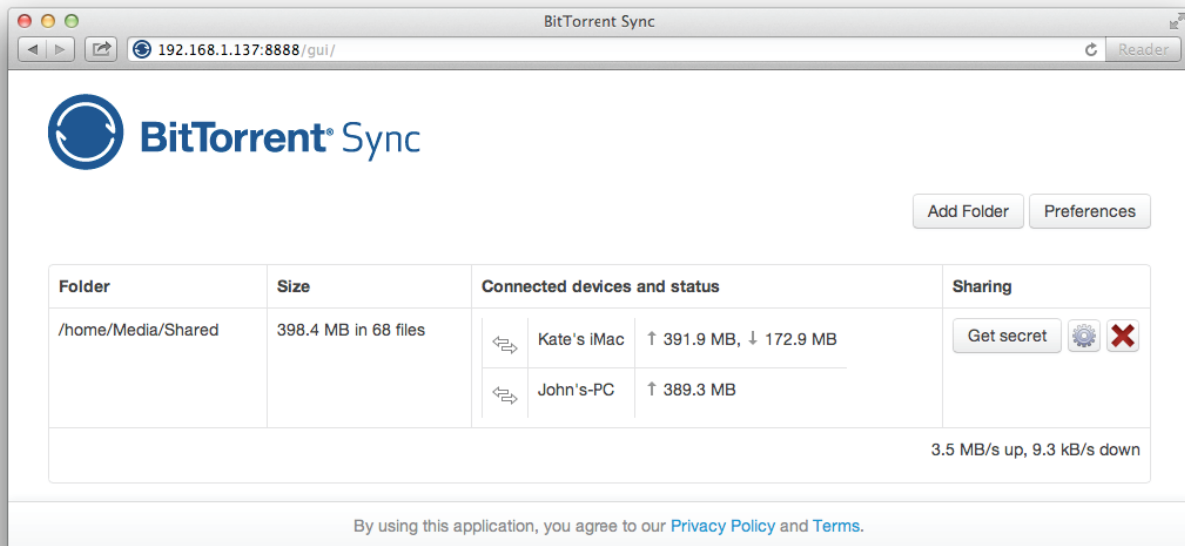 BitTorrent Sync
192.168.1.137:8888/gui/
Reader
BitTorrent® Sync
Add Folder Preferences
Folder Size Connected devices and status Sharing
/home/Media/Shared 398.4 MB in 68 files Kate's iMac ↑ 391.9 MB, ↓ 172.9 MB Get secret
John's-PC ↑ 389.3 MB
3.5 MB/s up, 9.3 kB/s down
By using this application, you agree to our Privacy Policy and Terms.